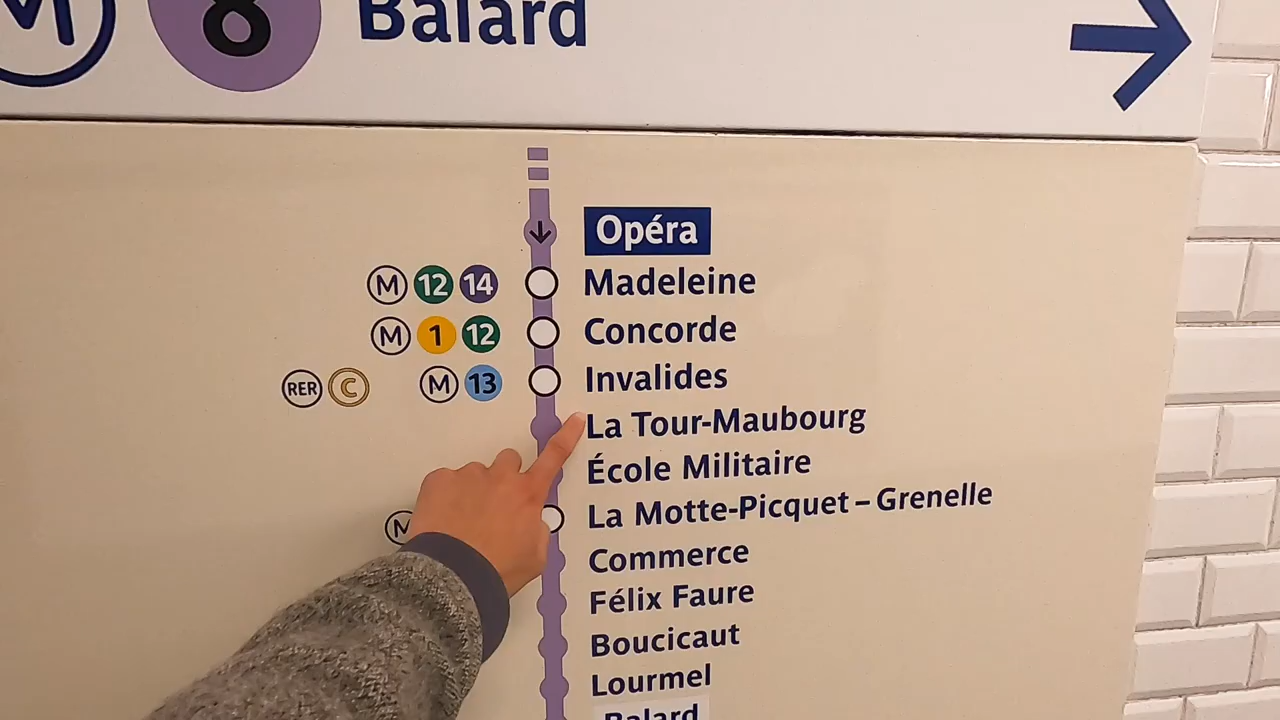 M 8 Balard
Opéra
M 12 14 Madeleine
M 1 12 Concorde
RER C M 13 Invalides
La Tour-Maubourg
École Militaire
M La Motte-Picquet – Grenelle
Commerce
Félix Faure
Boucicaut
Lourmel
Balard